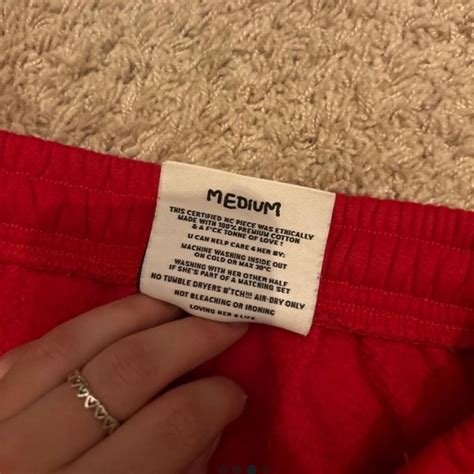 MEDIUM
THIS CERTIFIED NC PIECE WAS ETHICALLY
MADE WITH 100% PREMIUM COTTON
& A F*CK TONNE OF LOVE!
U CAN HELP CARE 4 HER BY:
MACHINE WASHING INSIDE OUT
ON COLD OR MAX 30°C
WASHING WITH HER OTHER HALF
IF SHE'S PART OF A MATCHING SET
NO TUMBLE DRYERS B*TCH!!! AIR-DRY ONLY
NOT BLEACHING OR IRONING
LOVING HER 4 LIFE